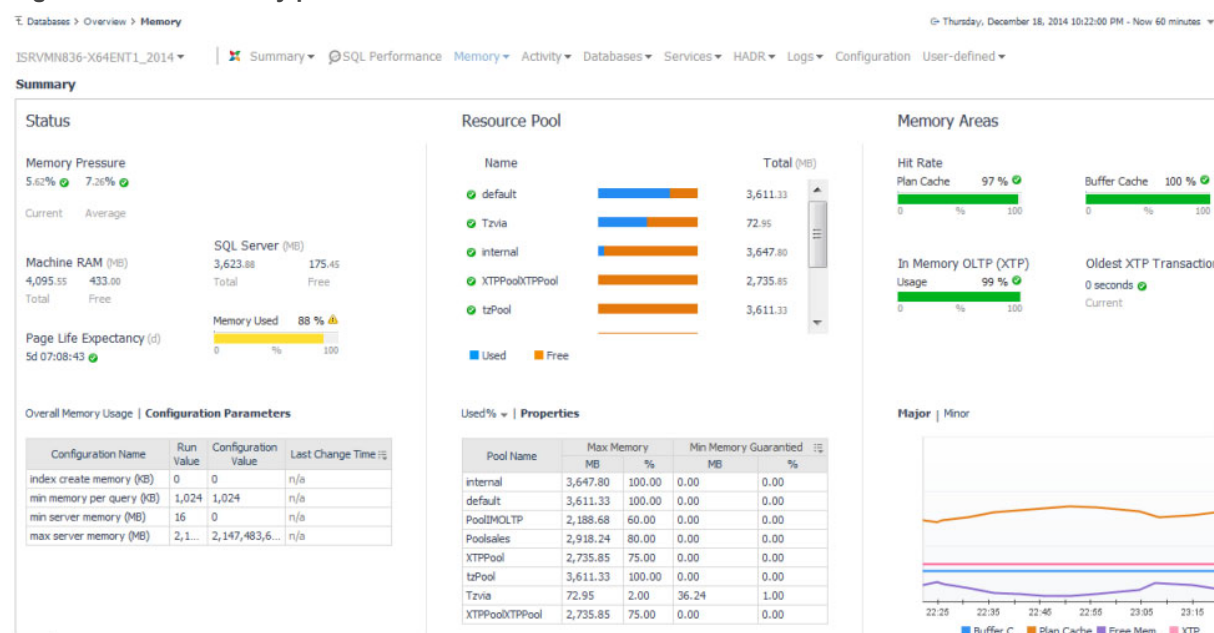 Databases > Overview > Memory
Thursday, December 18, 2014 10:22:00 PM - Now 60 minutes
ISRVMN836-X64ENT1_2014
Summary SQL Performance Memory Activity Databases Services HADR Logs Configuration User-defined
Summary
Status
Memory Pressure
5.62% 7.26%
Current Average
Machine RAM (MB)
4,095.55 433.00
Total Free
SQL Server (MB)
3,623.88 175.45
Total Free
Memory Used 88 %
0 % 100
Page Life Expectancy (d)
5d 07:08:43
Overall Memory Usage | Configuration Parameters
Configuration Name Run Value Configuration Value Last Change Time
index create memory (KB) 0 0 n/a
min memory per query (KB) 1,024 1,024 n/a
min server memory (MB) 16 0 n/a
max server memory (MB) 2,1... 2,147,483,6... n/a
Resource Pool
Name Total (MB)
default 3,611.33
Tzvia 72.95
internal 3,647.80
XTPPoolXTPPool 2,735.85
tzPool 3,611.33
Used Free
Used% | Properties
Pool Name Max Memory Min Memory Guarantied
MB % MB %
internal 3,647.80 100.00 0.00 0.00
default 3,611.33 100.00 0.00 0.00
PoolIMOLTP 2,188.68 60.00 0.00 0.00
Poolsales 2,918.24 80.00 0.00 0.00
XTPPool 2,735.85 75.00 0.00 0.00
tzPool 3,611.33 100.00 0.00 0.00
Tzvia 72.95 2.00 36.24 1.00
XTPPoolXTPPool 2,735.85 75.00 0.00 0.00
Memory Areas
Hit Rate
Plan Cache 97 %
0 % 100
Buffer Cache 100 %
0 % 100
In Memory OLTP (XTP)
Usage 99 %
0 % 100
Oldest XTP Transaction
0 seconds
Current
Major | Minor
22:25 22:35 22:45 22:55 23:05 23:15
Buffer C... Plan Cache Free Mem... XTP